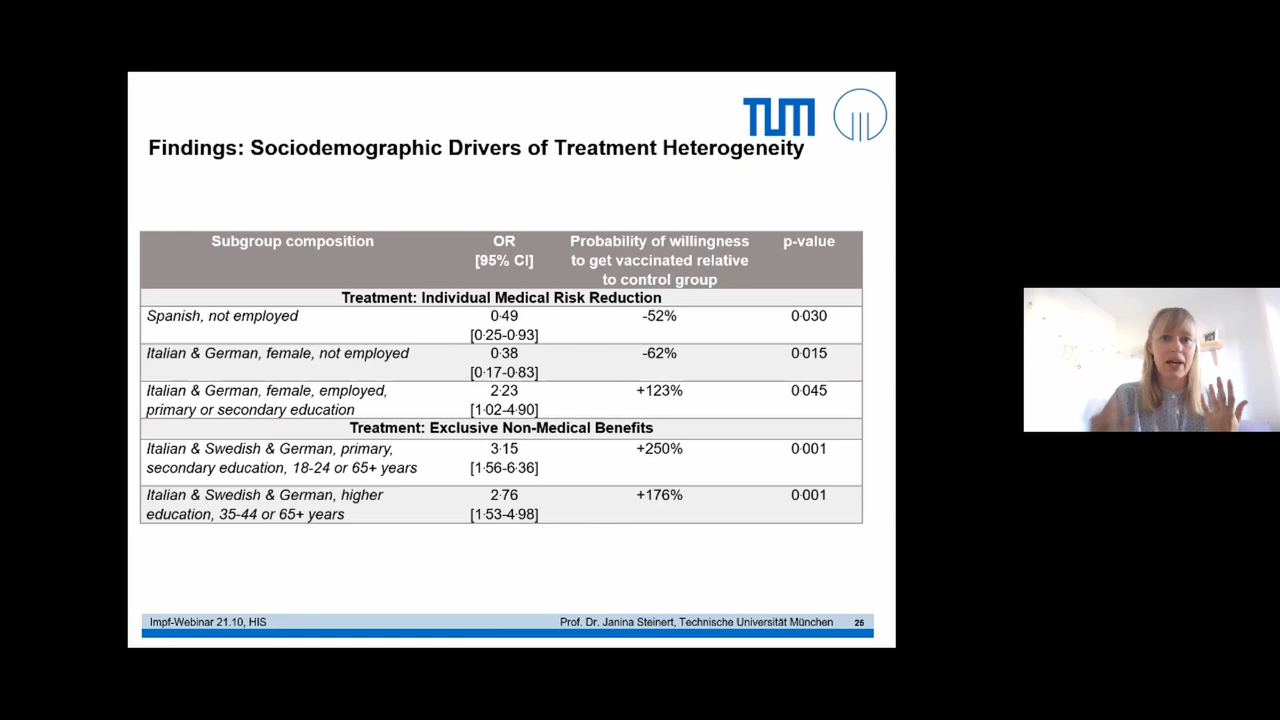 TUM
Findings: Sociodemographic Drivers of Treatment Heterogeneity
Subgroup composition OR Probability of willingness p-value
[95% CI] to get vaccinated relative
to control group
Treatment: Individual Medical Risk Reduction
Spanish, not employed 0·49 -52% 0·030
[0·25-0·93]
Italian & German, female, not employed 0·38 -62% 0·015
[0·17-0·83]
Italian & German, female, employed, 2·23 +123% 0·045
primary or secondary education [1·02-4·90]
Treatment: Exclusive Non-Medical Benefits
Italian & Swedish & German, primary, 3·15 +250% 0·001
secondary education, 18-24 or 65+ years [1·56-6·36]
Italian & Swedish & German, higher 2·76 +176% 0·001
education, 35-44 or 65+ years [1·53-4·98]
Impf-Webinar 21.10, HIS Prof. Dr. Janina Steinert, Technische Universität München 25